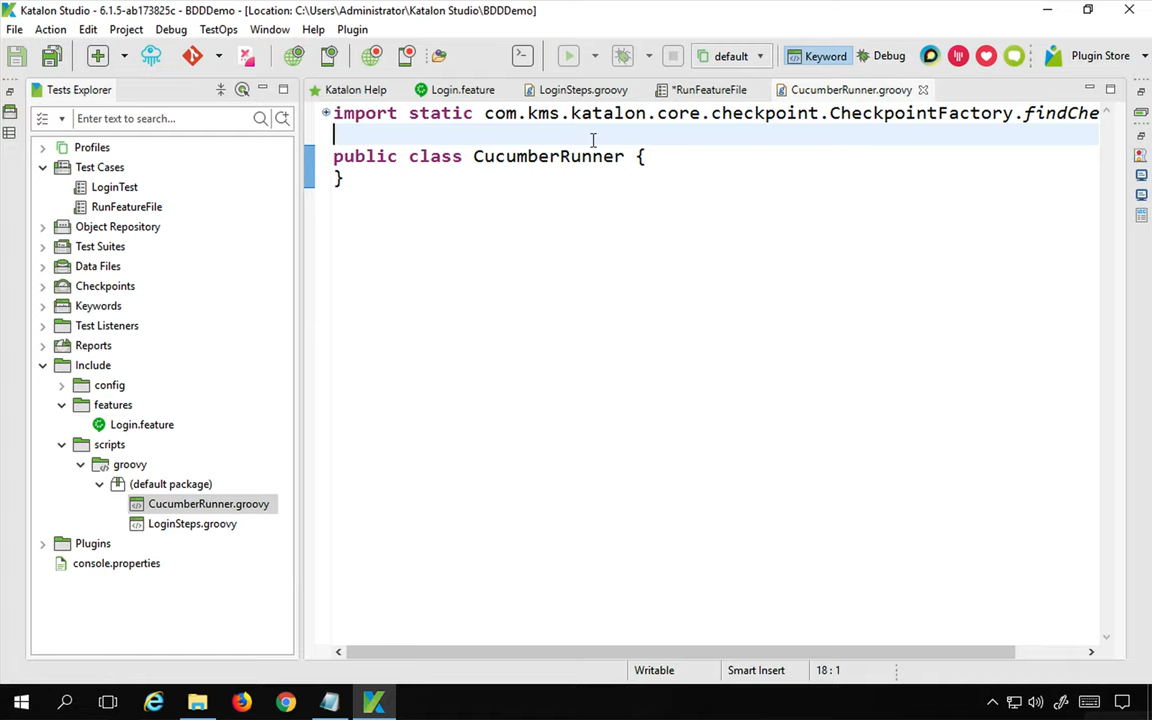 Katalon Studio - 6.1.5-ab173825c - BDDDemo - [Location: C:\Users\Administrator\Katalon Studio\BDDDemo]
File Action Edit Project Debug TestOps Window Help Plugin
default Keyword Debug Plugin Store
Tests Explorer
Katalon Help Login.feature LoginSteps.groovy *RunFeatureFile CucumberRunner.groovy
Enter text to search...
import static com.kms.katalon.core.checkpoint.CheckpointFactory.findChe
public class CucumberRunner {
}
Profiles
Test Cases
LoginTest
RunFeatureFile
Object Repository
Test Suites
Data Files
Checkpoints
Keywords
Test Listeners
Reports
Include
config
features
Login.feature
scripts
groovy
(default package)
CucumberRunner.groovy
LoginSteps.groovy
Plugins
console.properties
Writable Smart Insert 18 : 1